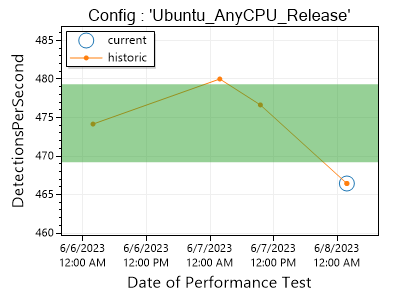 Config : 'Ubuntu_AnyCPU_Release'
current
historic
DetectionsPerSecond
485
480
475
470
465
460
6/6/2023 6/6/2023 6/7/2023 6/7/2023 6/8/2023
12:00 AM 12:00 PM 12:00 AM 12:00 PM 12:00 AM
Date of Performance Test